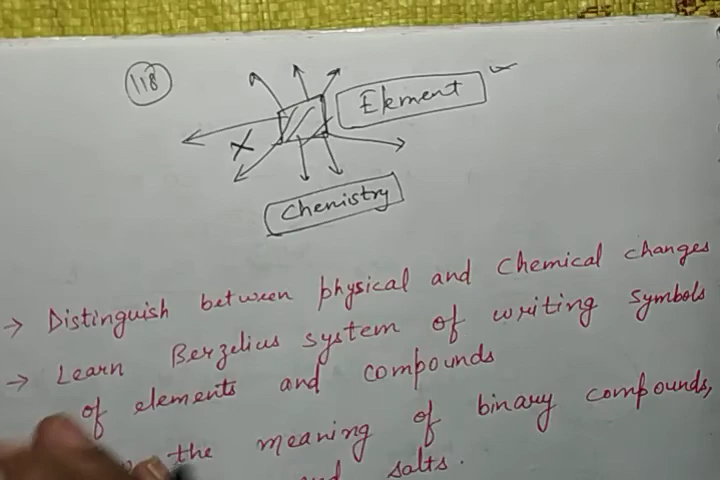 118
Element
X
Chemistry
→ Distinguish between physical and chemical changes
→ Learn Berzelius system of writing symbols
of elements and compounds
the meaning of binary compounds,
salts.